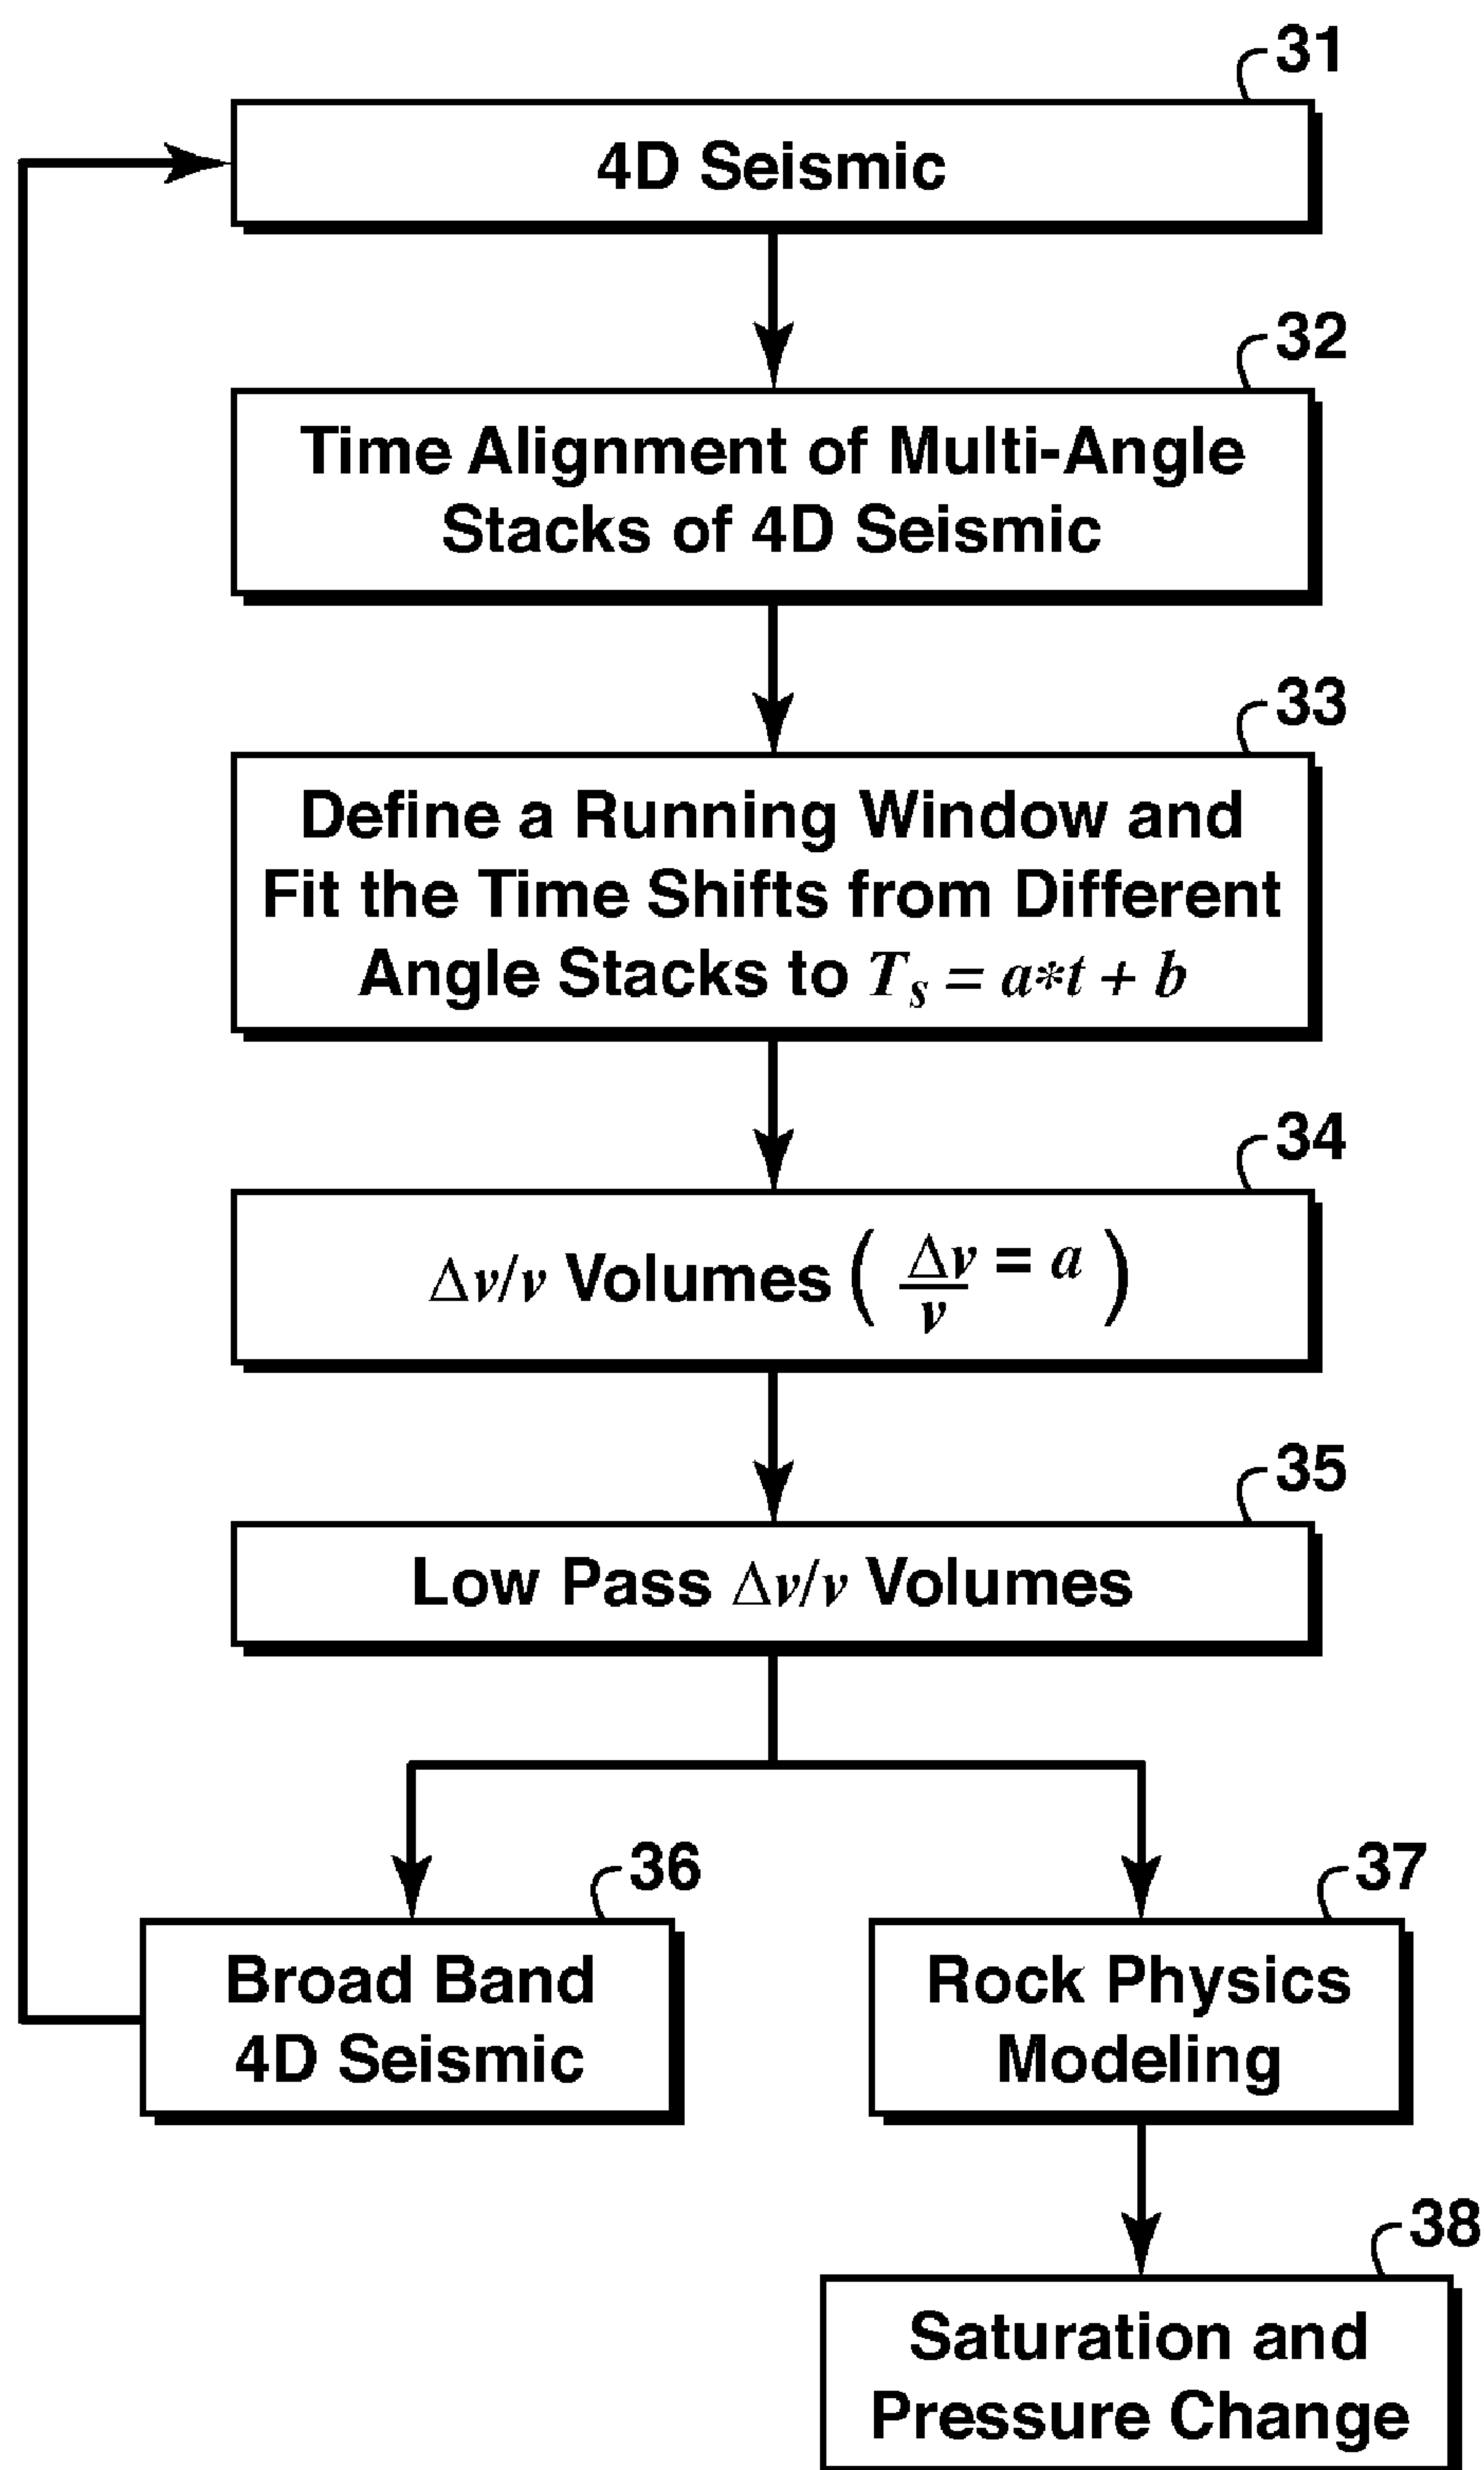 31
4D Seismic
32
Time Alignment of Multi-Angle
Stacks of 4D Seismic
33
Define a Running Window and
Fit the Time Shifts from Different
Angle Stacks to Tₛ = a*t + b
34
Δv/v Volumes ( Δv/v = a )
35
Low Pass Δv/v Volumes
36
Broad Band
4D Seismic
37
Rock Physics
Modeling
38
Saturation and
Pressure Change